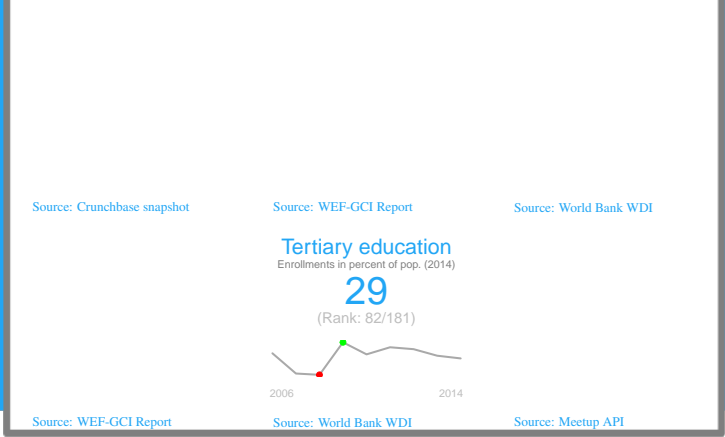 Source: Crunchbase snapshot
Source: WEF-GCI Report
Source: World Bank WDI
Tertiary education
Enrollments in percent of pop. (2014)
29
(Rank: 82/181)
2006
2014
Source: WEF-GCI Report
Source: World Bank WDI
Source: Meetup API